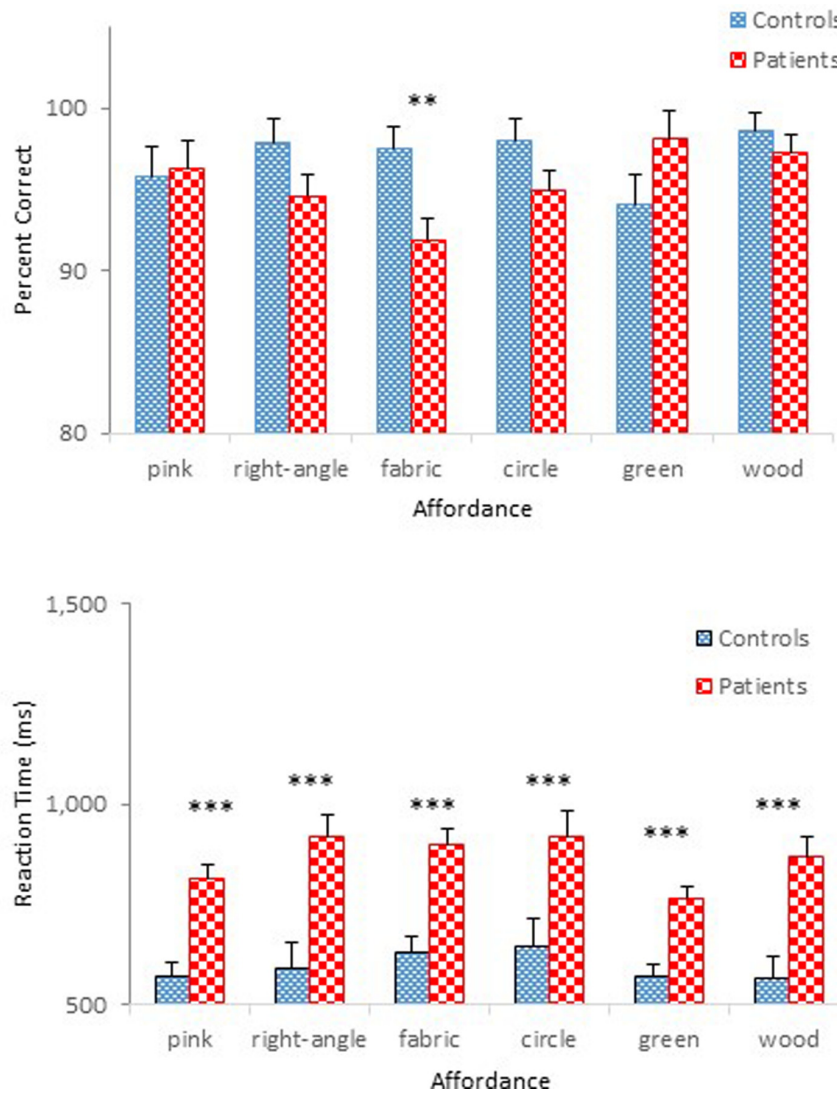 Controls
Patients
**
Percent Correct
100
90
80
pink right-angle fabric circle green wood
Affordance
1,500
1,000
500
Reaction Time (ms)
Controls
Patients
*** *** *** *** *** ***
pink right-angle fabric circle green wood
Affordance